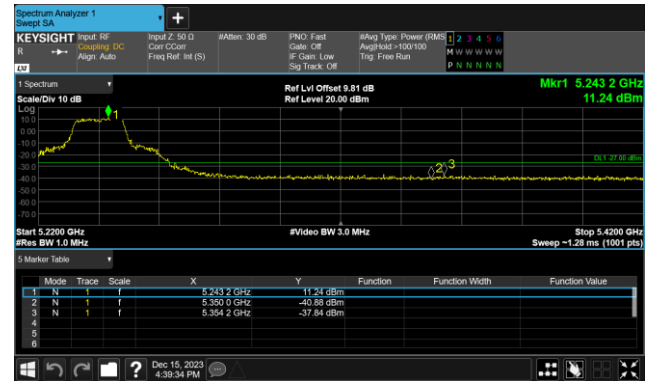 Spectrum Analyzer 1
Swept SA
+
KEYSIGHT Input: RF Input Z: 50 Ω #Atten: 30 dB PNO: Fast #Avg Type: Power (RMS 1 2 3 4 5 6
R Coupling: DC Corr CCorr Gate: Off Avg|Hold:>100/100 M W W W W W
Align: Auto Freq Ref: Int (S) IF Gain: Low Trig: Free Run
LXI Sig Track: Off P N N N N N
1 Spectrum Ref Lvl Offset 9.81 dB Mkr1 5.243 2 GHz
Scale/Div 10 dB Ref Level 20.00 dBm 11.24 dBm
Log
10.0
0.00
-10.0
-20.0
-30.0
-40.0
-50.0
-60.0
-70.0
1
2
3
DL1 -27.00 dBm
Start 5.2200 GHz #Video BW 3.0 MHz Stop 5.4200 GHz
#Res BW 1.0 MHz Sweep ~1.28 ms (1001 pts)
5 Marker Table
Mode Trace Scale X Y Function Function Width Function Value
1 N 1 f 5.243 2 GHz 11.24 dBm
2 N 1 f 5.350 0 GHz -40.88 dBm
3 N 1 f 5.354 2 GHz -37.84 dBm
4
5
6
? Dec 15, 2023
4:39:34 PM